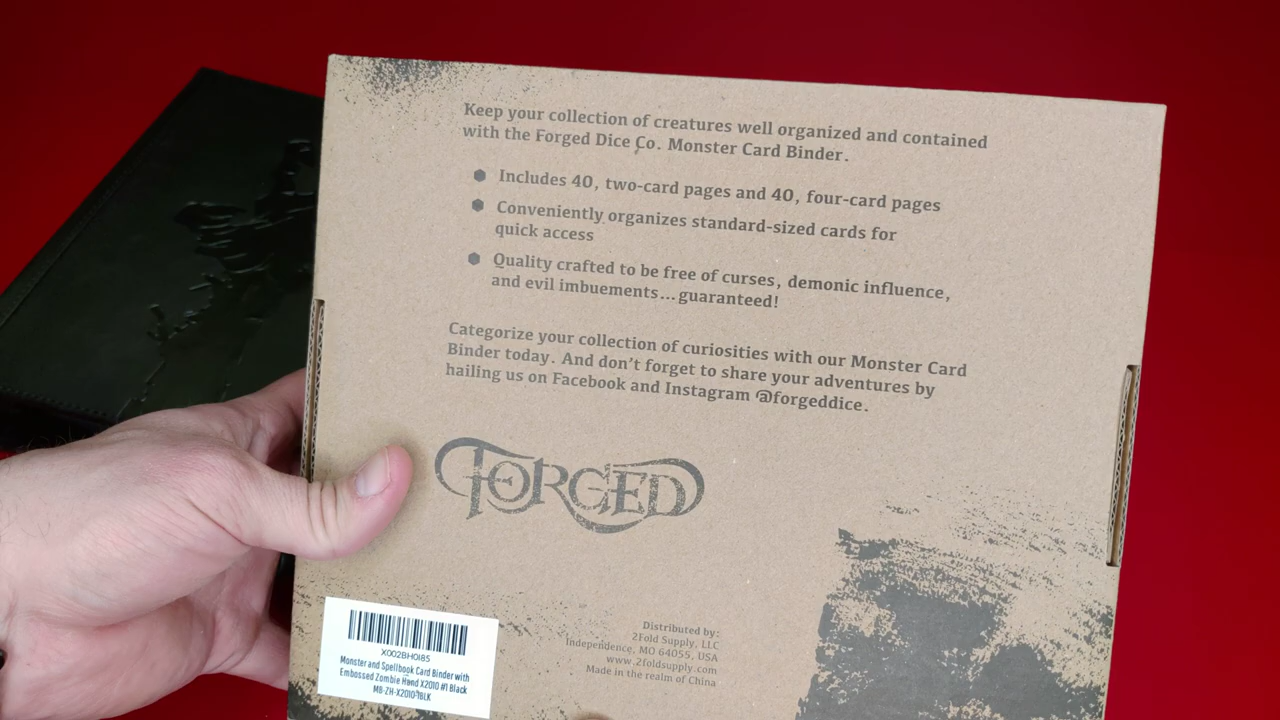 Keep your collection of creatures well organized and contained
with the Forged Dice Co. Monster Card Binder.
Includes 40, two-card pages and 40, four-card pages
Conveniently organizes standard-sized cards for
quick access
Quality crafted to be free of curses, demonic influence,
and evil imbuements...guaranteed!
Categorize your collection of curiosities with our Monster Card
Binder today. And don't forget to share your adventures by
hailing us on Facebook and Instagram @forgeddice.
FORGED
X002BH0I85
Monster and Spellbook Card Binder with
Embossed Zombie Hand X2010 #1 Black
MB-ZH-X2010-1BLK
Distributed by:
2Fold Supply, LLC
Independence, MO 64055, USA
www.2foldsupply.com
Made in the realm of China